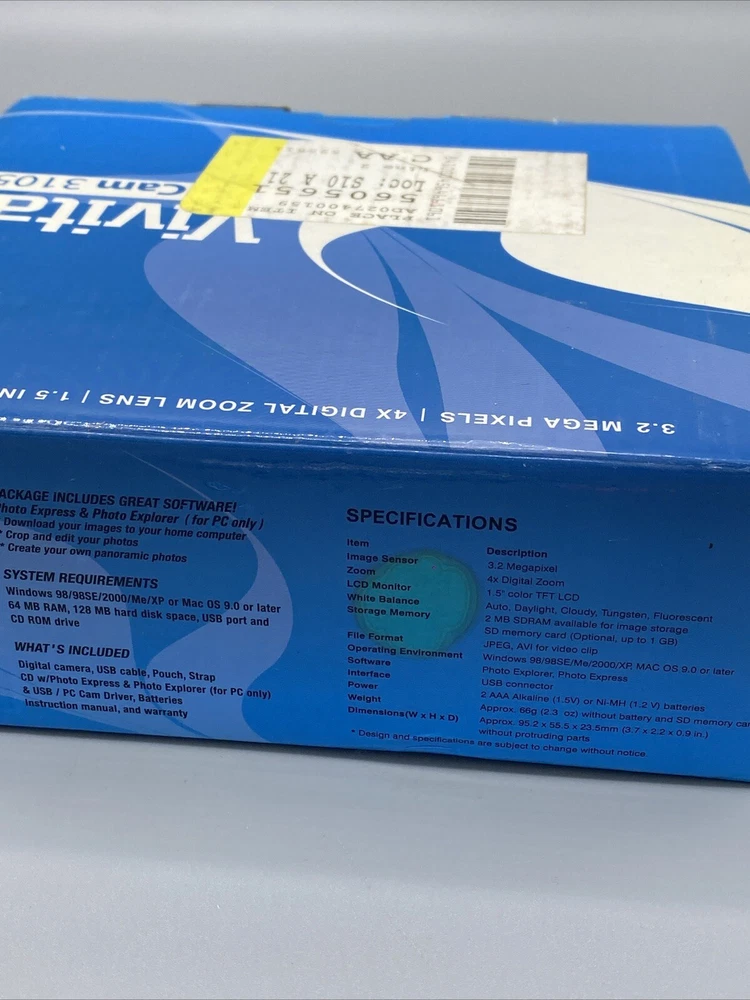 Vivita
Cam 3105
PLACE ON ITEM
AD0274400189
5605651
Loc: S10 A 21
3.2 MEGA PIXELS | 4X DIGITAL ZOOM LENS | 1.5 IN
ACKAGE INCLUDES GREAT SOFTWARE!
hoto Express & Photo Explorer (for PC only)
Download your images to your home computer
* Crop and edit your photos
* Create your own panoramic photos
SYSTEM REQUIREMENTS
Windows 98/98SE/2000/Me/XP or Mac OS 9.0 or later
64 MB RAM, 128 MB hard disk space, USB port and
CD ROM drive
WHAT'S INCLUDED
Digital camera, USB cable, Pouch, Strap
CD w/Photo Express & Photo Explorer (for PC only)
& USB / PC Cam Driver, Batteries
Instruction manual, and warranty
SPECIFICATIONS
Item Description
Image Sensor 3.2 Megapixel
Zoom 4x Digital Zoom
LCD Monitor 1.5" color TFT LCD
White Balance Auto, Daylight, Cloudy, Tungsten, Fluorescent
Storage Memory 2 MB SDRAM available for image storage
SD memory card (Optional, up to 1 GB)
File Format JPEG, AVI for video clip
Operating Environment Windows 98/98SE/Me/2000/XP, MAC OS 9.0 or later
Software Photo Explorer, Photo Express
Interface USB connector
Power 2 AAA Alkaline (1.5V) or Ni-MH (1.2 V) batteries
Weight Approx. 66g (2.3 oz) without battery and SD memory car
Dimensions(W x H x D) Approx. 95.2 x 55.5 x 23.5mm (3.7 x 2.2 x 0.9 in.)
without protruding parts
* Design and specifications are subject to change without notice.